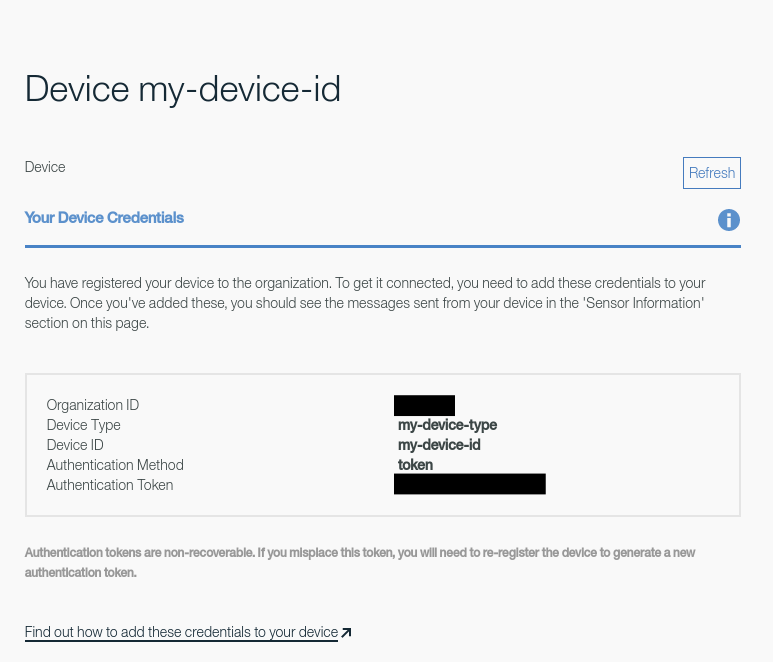 Device my-device-id
Device
Refresh
Your Device Credentials
You have registered your device to the organization. To get it connected, you need to add these credentials to your
device. Once you've added these, you should see the messages sent from your device in the 'Sensor Information'
section on this page.
Organization ID
Device Type my-device-type
Device ID my-device-id
Authentication Method token
Authentication Token
Authentication tokens are non-recoverable. If you misplace this token, you will need to re-register the device to generate a new
authentication token.
Find out how to add these credentials to your device